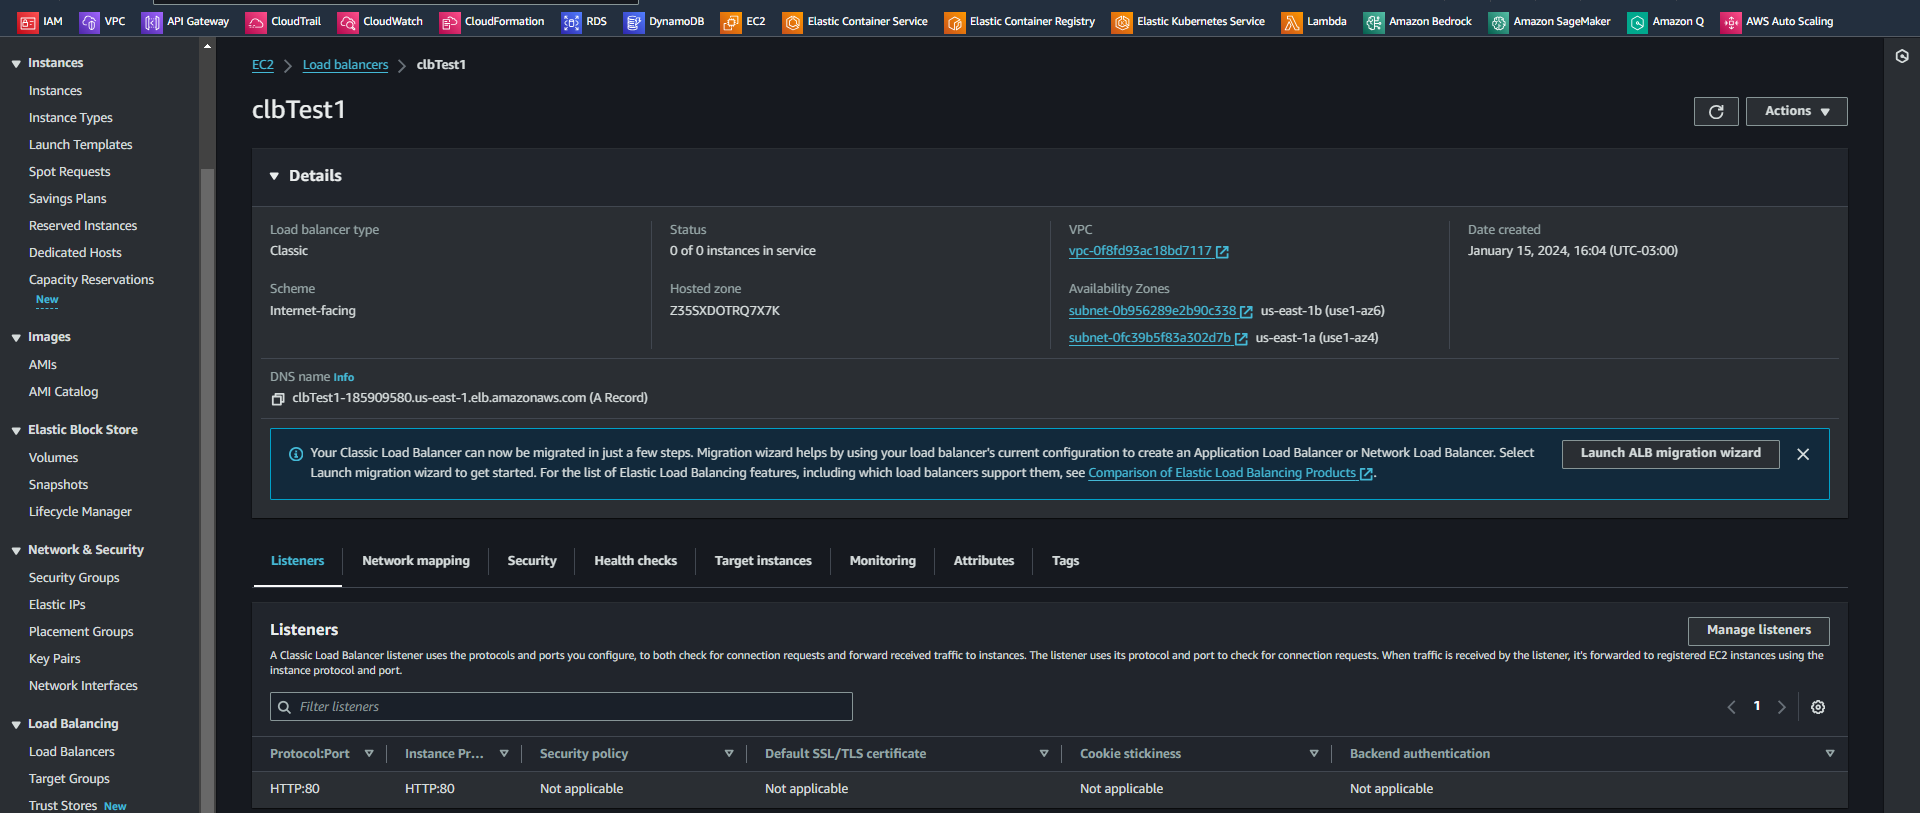 IAM VPC API Gateway CloudTrail CloudWatch CloudFormation RDS DynamoDB EC2 Elastic Container Service Elastic Container Registry Elastic Kubernetes Service Lambda Amazon Bedrock Amazon SageMaker Amazon Q AWS Auto Scaling
Instances
Instances
Instance Types
Launch Templates
Spot Requests
Savings Plans
Reserved Instances
Dedicated Hosts
Capacity Reservations
New
Images
AMIs
AMI Catalog
Elastic Block Store
Volumes
Snapshots
Lifecycle Manager
Network & Security
Security Groups
Elastic IPs
Placement Groups
Key Pairs
Network Interfaces
Load Balancing
Load Balancers
Target Groups
Trust Stores New
EC2 Load balancers clbTest1
clbTest1
Actions
Details
Load balancer type
Classic
Status
0 of 0 instances in service
VPC
vpc-0f8fd93ac18bd7117
Date created
January 15, 2024, 16:04 (UTC-03:00)
Scheme
Internet-facing
Hosted zone
Z35SXDOTRQ7X7K
Availability Zones
subnet-0b956289e2b90c338 us-east-1b (use1-az6)
subnet-0fc39b5f83a302d7b us-east-1a (use1-az4)
DNS name Info
clbTest1-185909580.us-east-1.elb.amazonaws.com (A Record)
Your Classic Load Balancer can now be migrated in just a few steps. Migration wizard helps by using your load balancer's current configuration to create an Application Load Balancer or Network Load Balancer. Select
Launch migration wizard to get started. For the list of Elastic Load Balancing features, including which load balancers support them, see Comparison of Elastic Load Balancing Products.
Launch ALB migration wizard
Listeners Network mapping Security Health checks Target instances Monitoring Attributes Tags
Listeners
Manage listeners
A Classic Load Balancer listener uses the protocols and ports you configure, to both check for connection requests and forward received traffic to instances. The listener uses its protocol and port to check for connection requests. When traffic is received by the listener, it's forwarded to registered EC2 instances using the
instance protocol and port.
Filter listeners
1
Protocol:Port Instance Pr... Security policy Default SSL/TLS certificate Cookie stickiness Backend authentication
HTTP:80 HTTP:80 Not applicable Not applicable Not applicable Not applicable